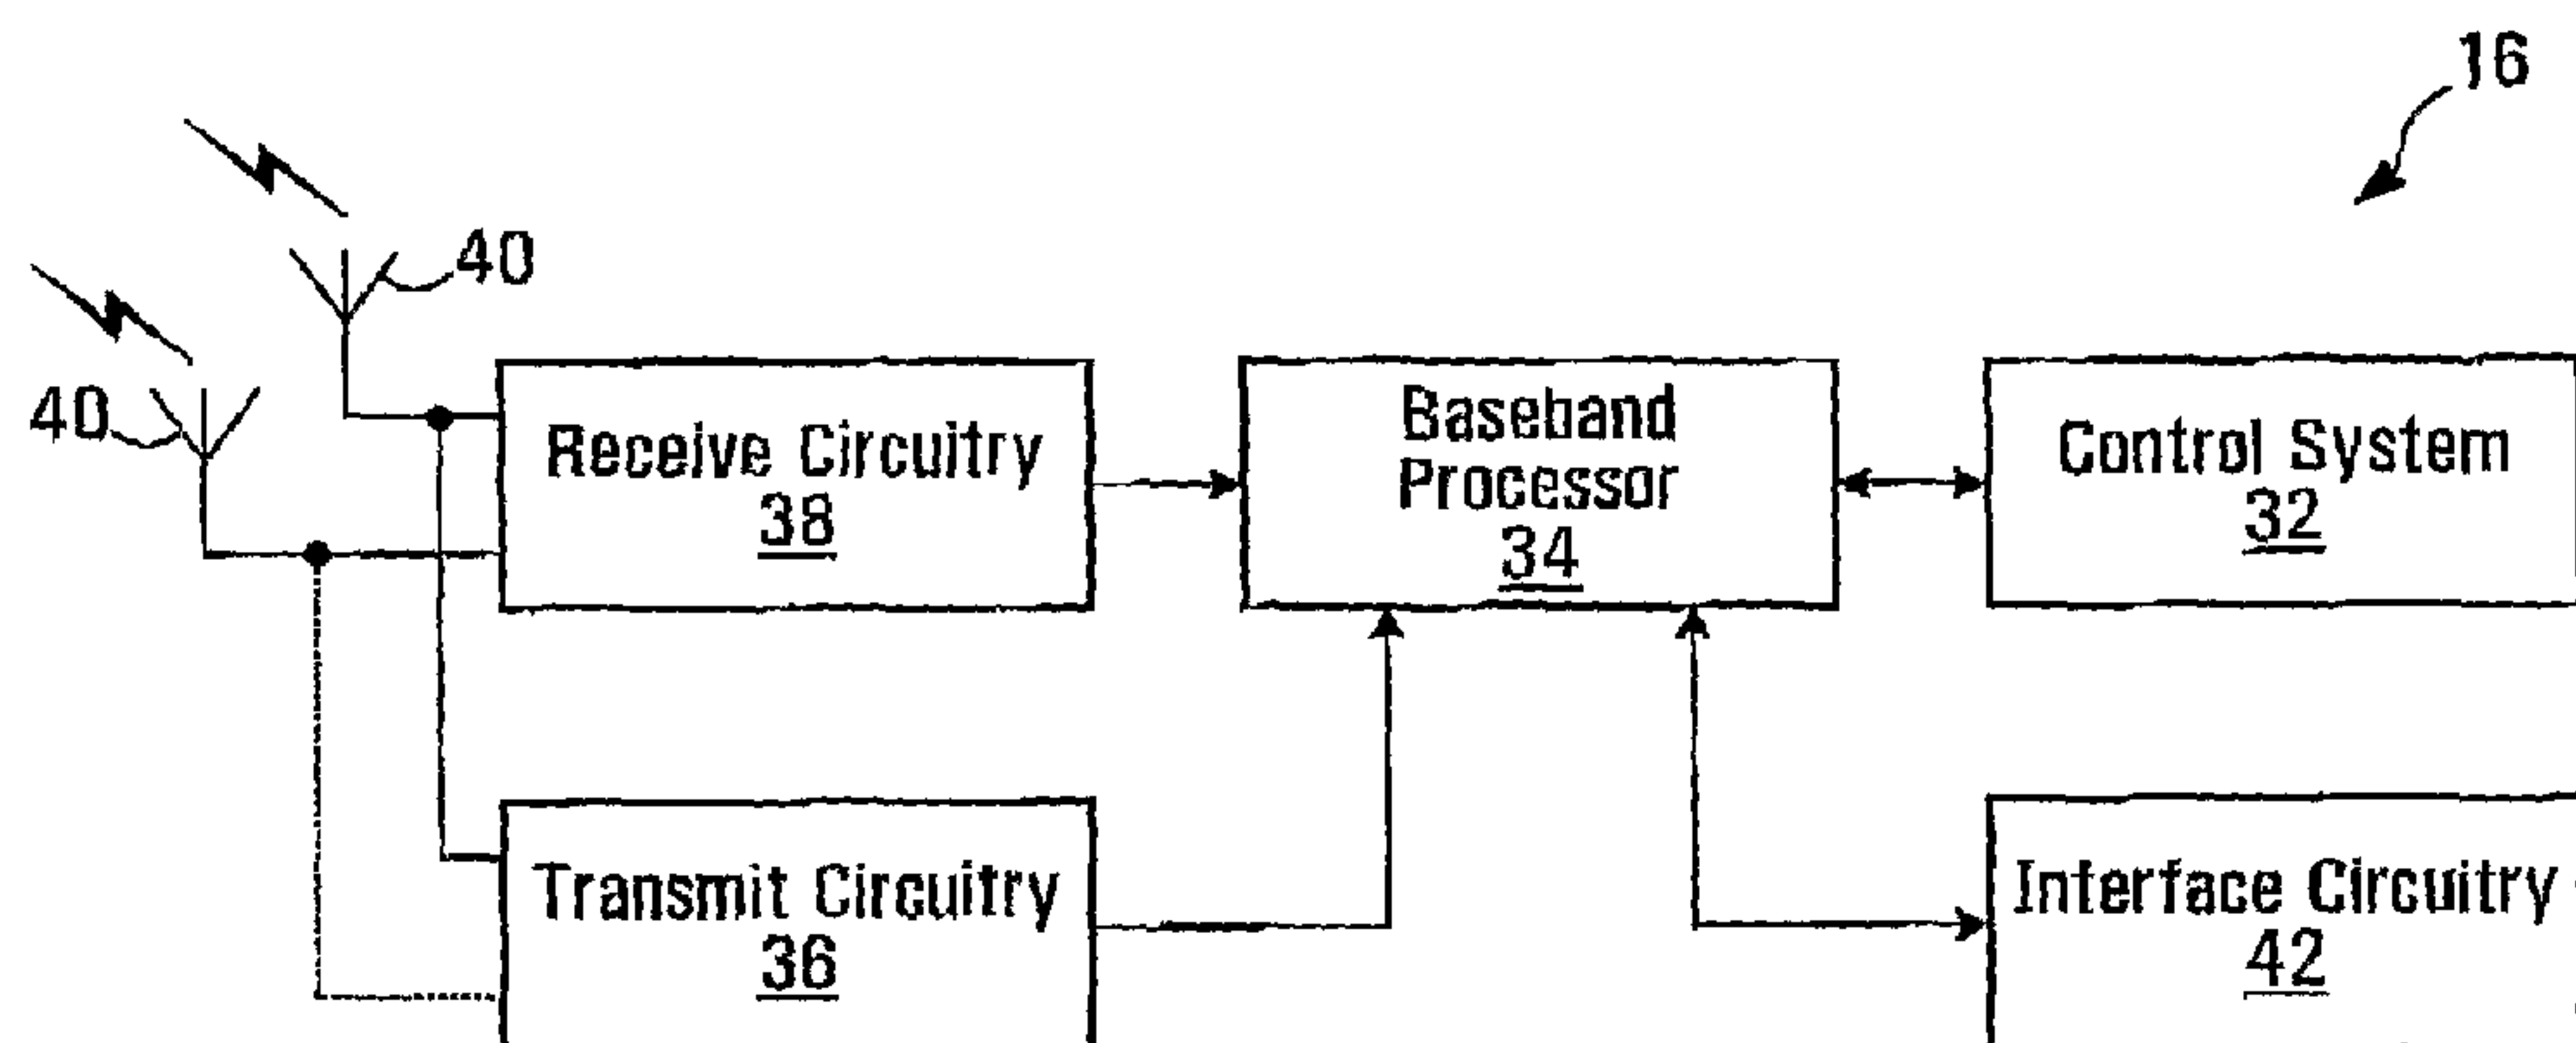 16
40
40
Receive Circuitry
38
Baseband
Processor
34
Control System
32
Transmit Circuitry
36
Interface Circuitry
42